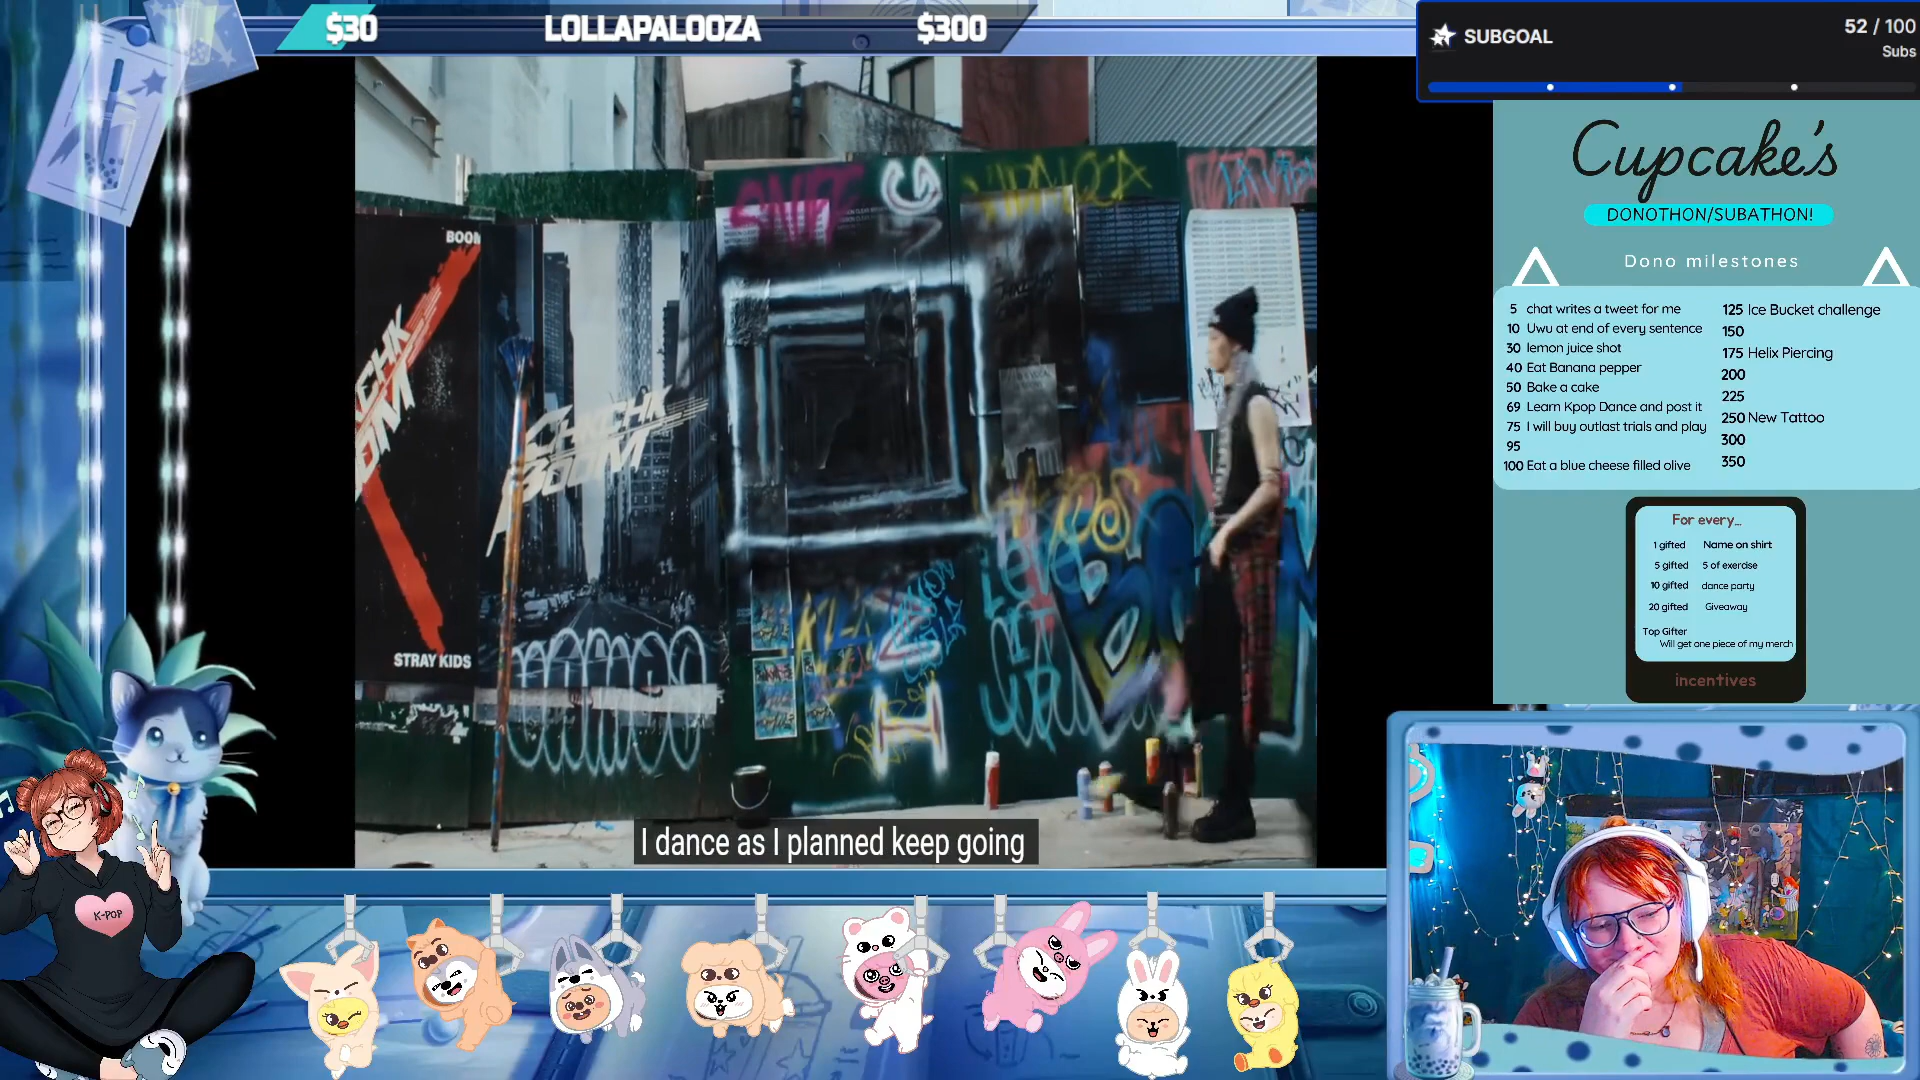 $30 LOLLAPALOOZA $300
SUBGOAL
52 / 100
Subs
Cupcake's
DONOTHON/SUBATHON!
Dono milestones
5 chat writes a tweet for me
10 Uwu at end of every sentence
30 lemon juice shot
40 Eat Banana pepper
50 Bake a cake
69 Learn Kpop Dance and post it
75 I will buy outlast trials and play
95
100 Eat a blue cheese filled olive
125 Ice Bucket challenge
150
175 Helix Piercing
200
225
250 New Tattoo
300
350
For every...
1 gifted Name on shirt
5 gifted 5 of exercise
10 gifted dance party
20 gifted Giveaway
Top Gifter
Will get one piece of my merch
incentives
BOOM
STRAY KIDS
CHK CHK
BOOM
I dance as I planned keep going
K-POP